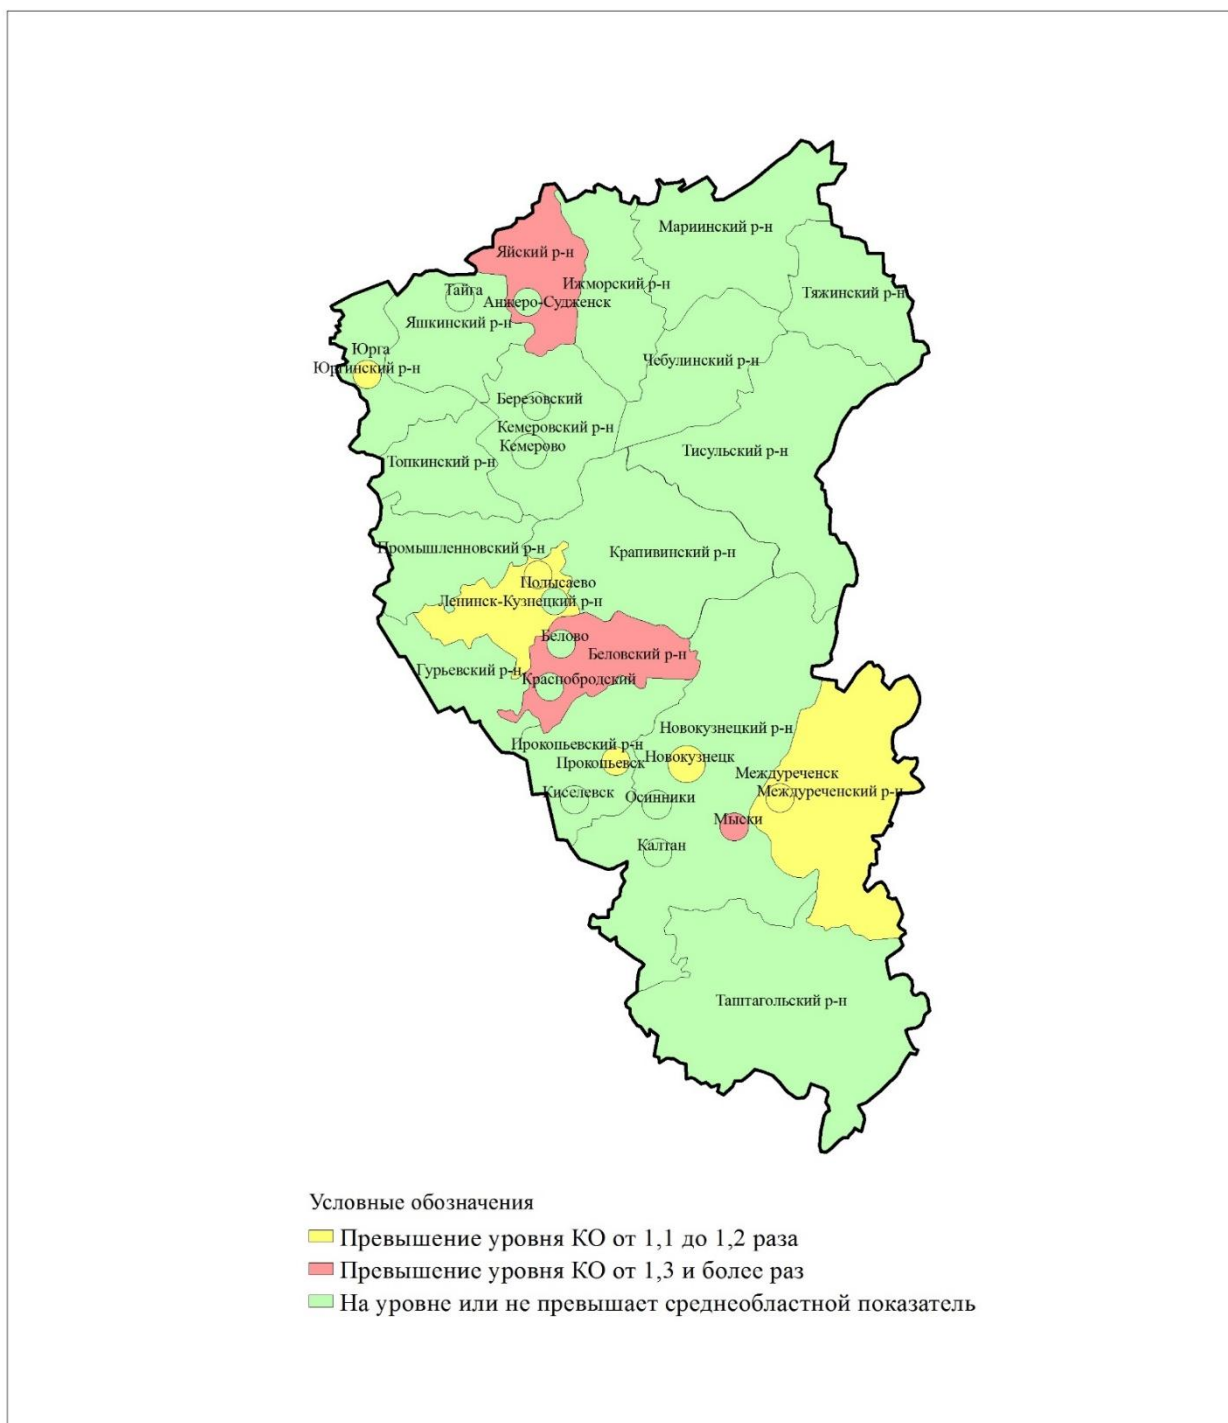 Мариинский р-н
Яйский р-н
Ижморский р-н
Тяжинский р-н
Тайга
Анжеро-Судженск
Яшкинский р-н
Юрга
Чебулинский р-н
Юргинский р-н
Березовский
Кемеровский р-н
Кемерово
Тисульский р-н
Топкинский р-н
Промышленновский р-н
Крапивинский р-н
Полысаево
Ленинск-Кузнецкий р-н
Белово
Беловский р-н
Гурьевский р-н
Краснобродский
Новокузнецкий р-н
Прокопьевский р-н
Новокузнецк
Прокопьевск
Междуреченск
Междуреченский р-н
Киселевск
Осинники
Мыски
Калтан
Таштагольский р-н
Условные обозначения
Превышение уровня КО от 1,1 до 1,2 раза
Превышение уровня КО от 1,3 и более раз
На уровне или не превышает среднеобластной показатель